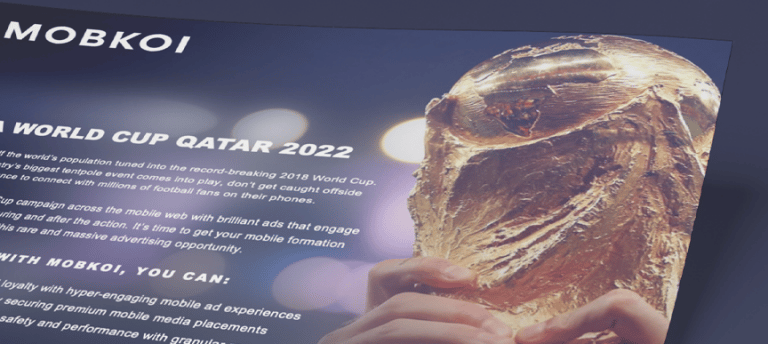 MOBKOI
A WORLD CUP QATAR 2022
the world's population tuned into the record-breaking 2018 World Cup.
biggest tentpole event comes into play, don't get caught offside
to connect with millions of football fans on their phones.
campaign across the mobile web with brilliant ads that engage
and after the action. It's time to get your mobile formation
this rare and massive advertising opportunity.
WITH MOBKOI, YOU CAN:
loyalty with hyper-engaging mobile ad experiences
securing premium mobile media placements
safety and performance with